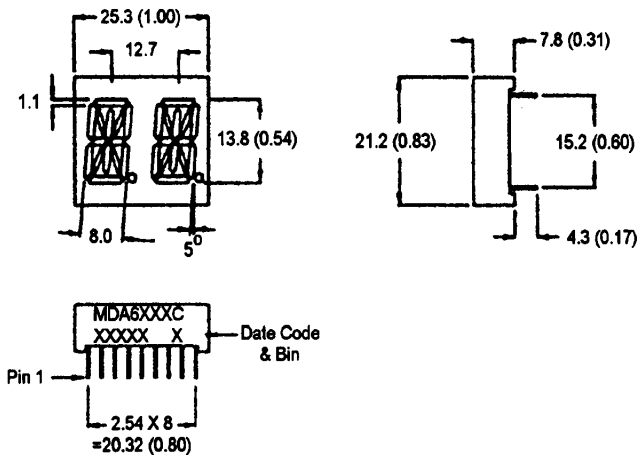 25.3 (1.00)
12.7
1.1
13.8 (0.54)
8.0
5°
7.8 (0.31)
21.2 (0.83)
15.2 (0.60)
4.3 (0.17)
MDA6XXXC
XXXXX X
Date Code
& Bin
Pin 1
2.54 X 8
=20.32 (0.80)